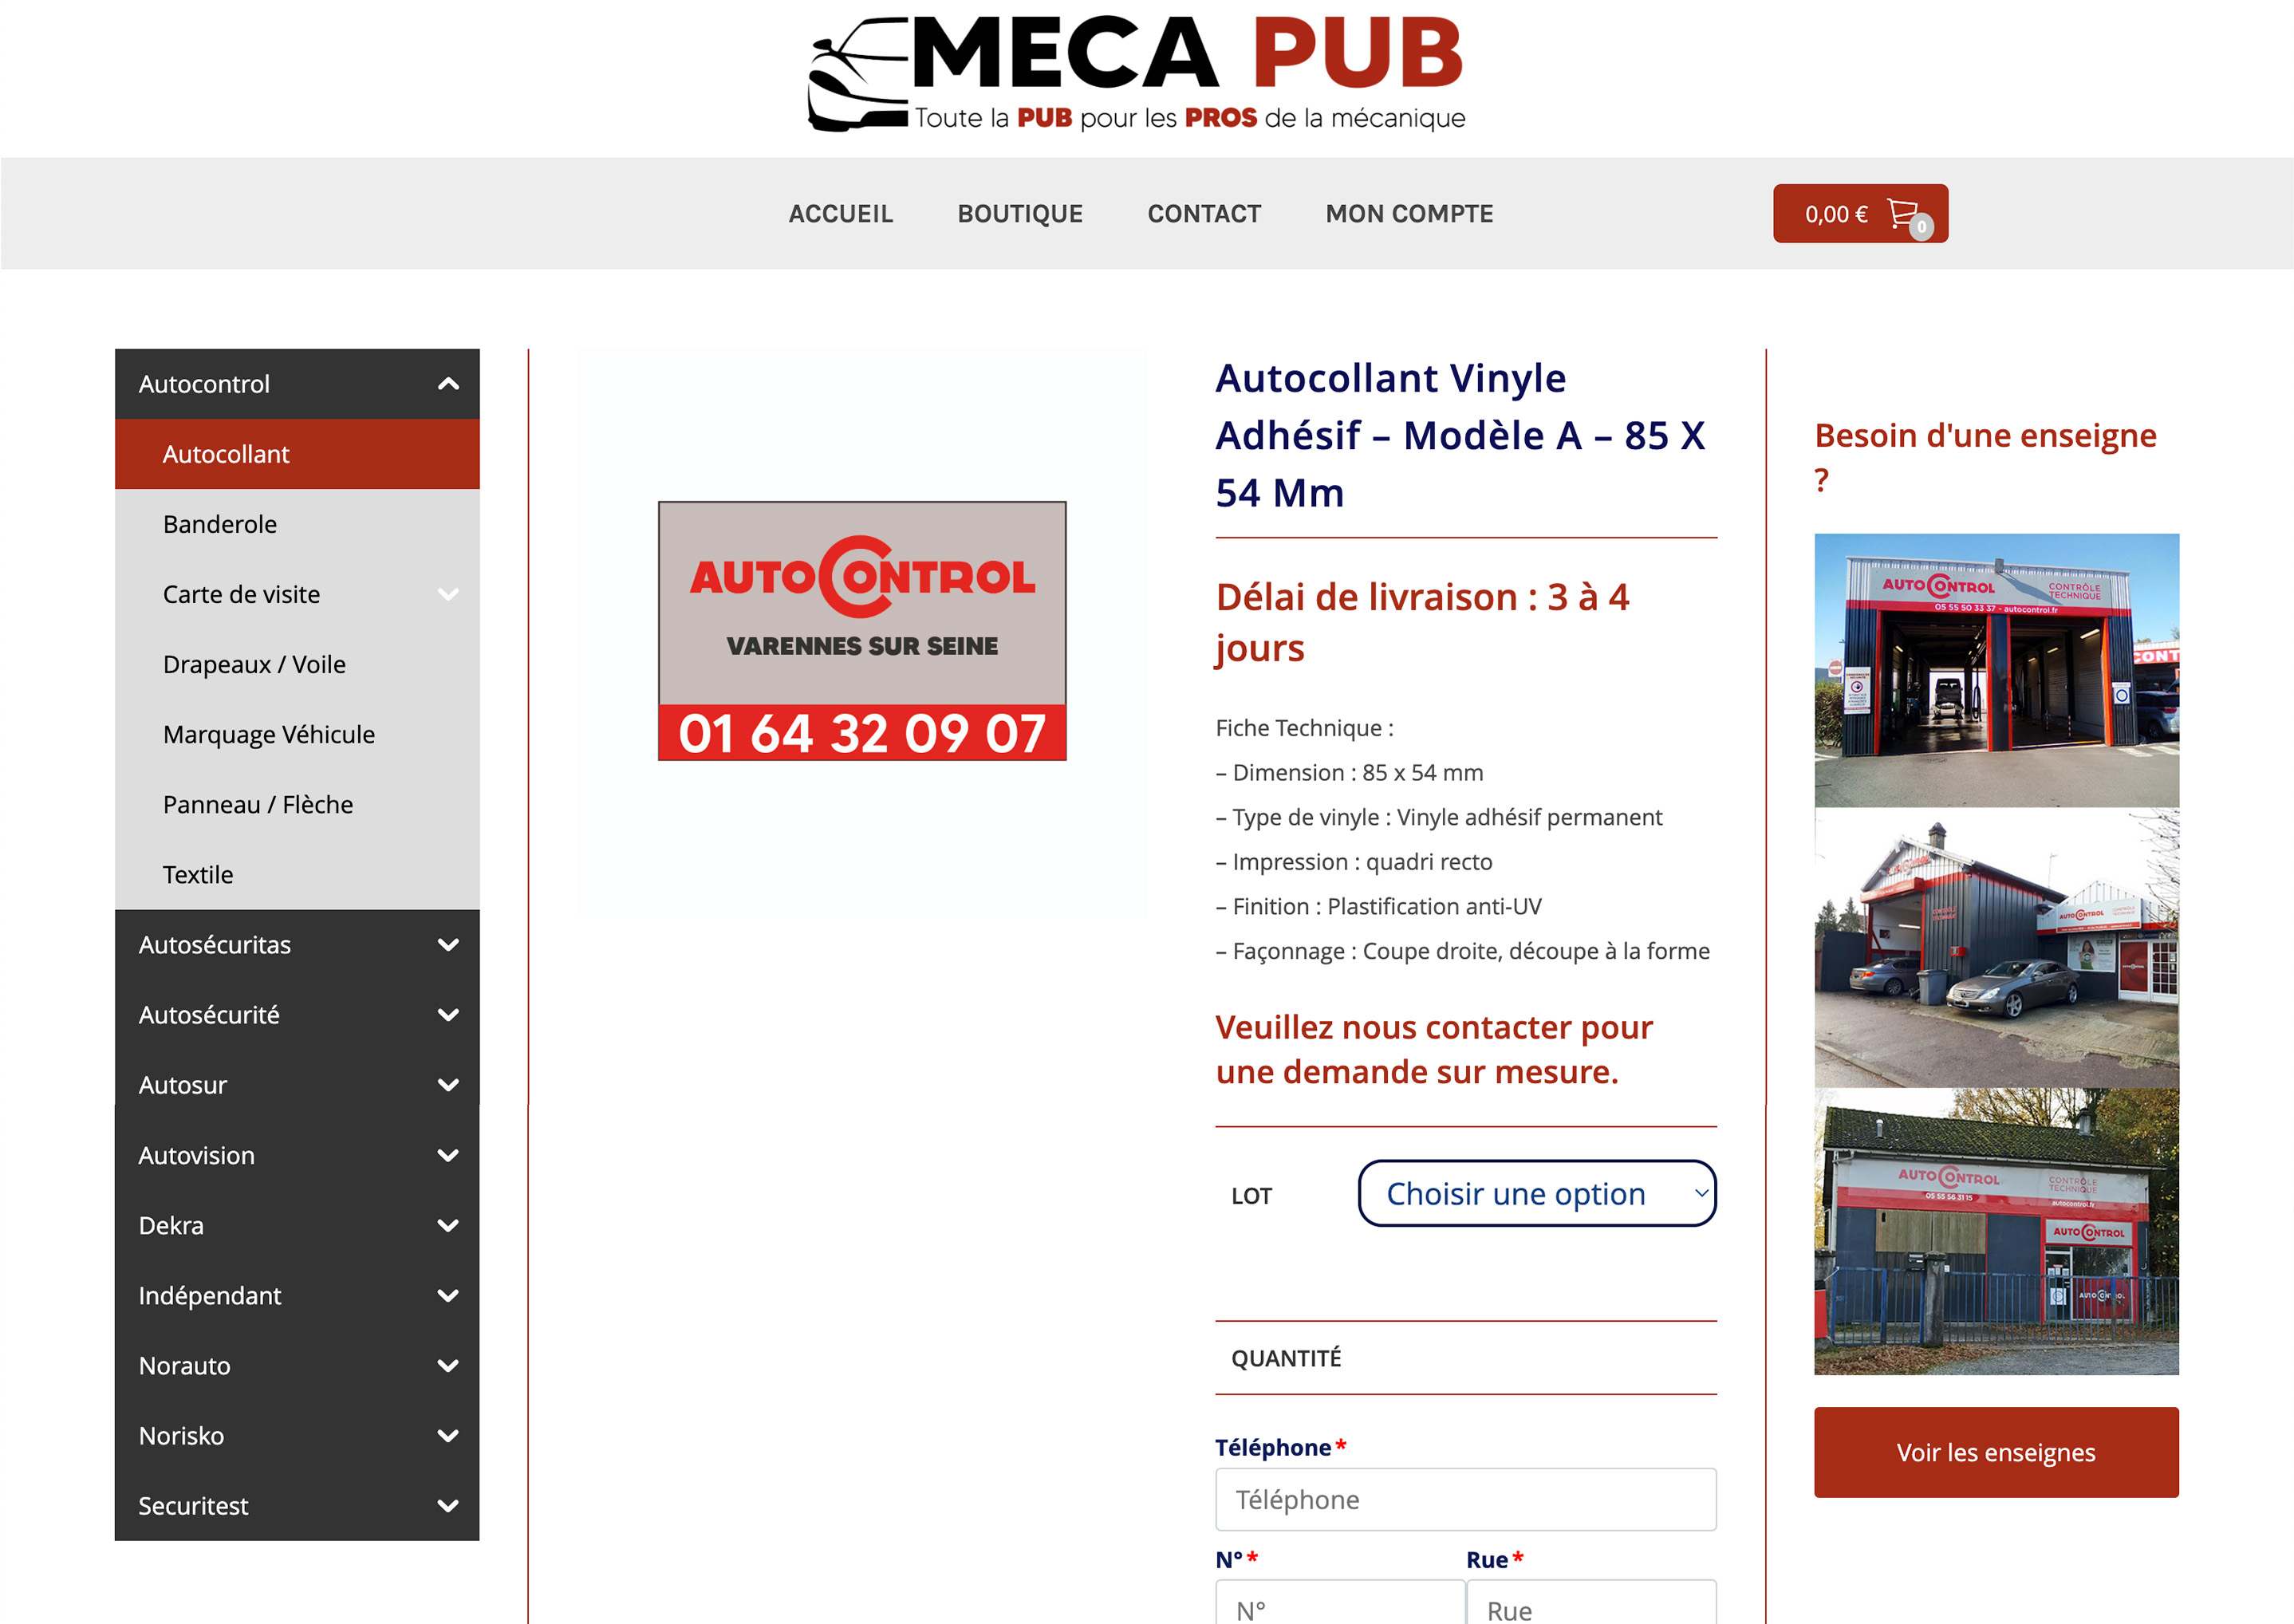 MECA PUB
Toute la PUB pour les PROS de la mécanique
ACCUEIL
BOUTIQUE
CONTACT
MON COMPTE
0,00 €
0
Autocontrol
Autocollant
Banderole
Carte de visite
Drapeaux / Voile
Marquage Véhicule
Panneau / Flèche
Textile
Autosécuritas
Autosécurité
Autosur
Autovision
Dekra
Indépendant
Norauto
Norisko
Securitest
AUTOCONTROL
VARENNES SUR SEINE
01 64 32 09 07
Autocollant Vinyle
Adhésif – Modèle A – 85 X
54 Mm
Délai de livraison : 3 à 4
jours
Fiche Technique :
– Dimension : 85 x 54 mm
– Type de vinyle : Vinyle adhésif permanent
– Impression : quadri recto
– Finition : Plastification anti-UV
– Façonnage : Coupe droite, découpe à la forme
Veuillez nous contacter pour
une demande sur mesure.
LOT
Choisir une option
QUANTITÉ
Téléphone *
Téléphone
N° *
Rue *
N°
Rue
Besoin d'une enseigne
?
AUTOCONTROL
CONTRÔLE
TECHNIQUE
05 55 50 33 37 - autocontrol.fr
CONT
AUTOCONTROL
AUTOCONTROL
CONTRÔLE
TECHNIQUE
05 55 56 31 15
autocontrol.fr
AUTOCONTROL
AUTOCONTROL
Voir les enseignes